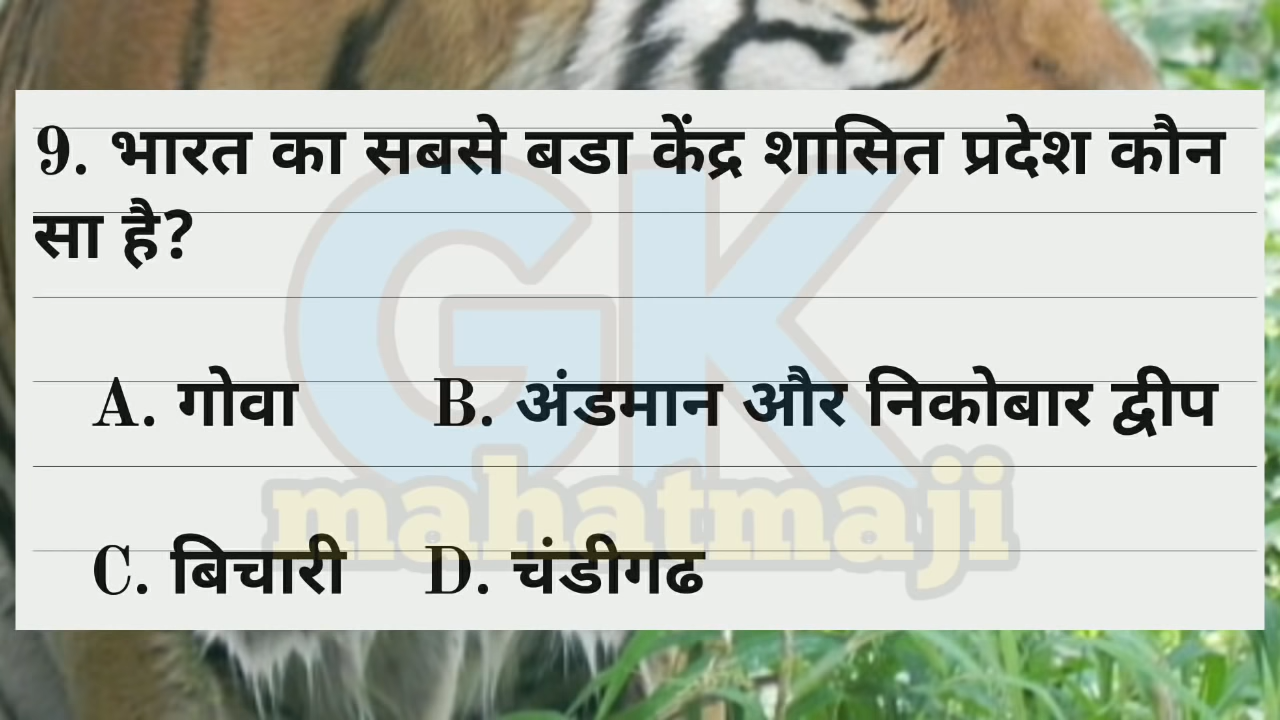 9. भारत का सबसे बडा केंद्र शासित प्रदेश कौन
सा है?
A. गोवा B. अंडमान और निकोबार द्वीप
C. बिचारी D. चंडीगढ
GK
mahatmaji